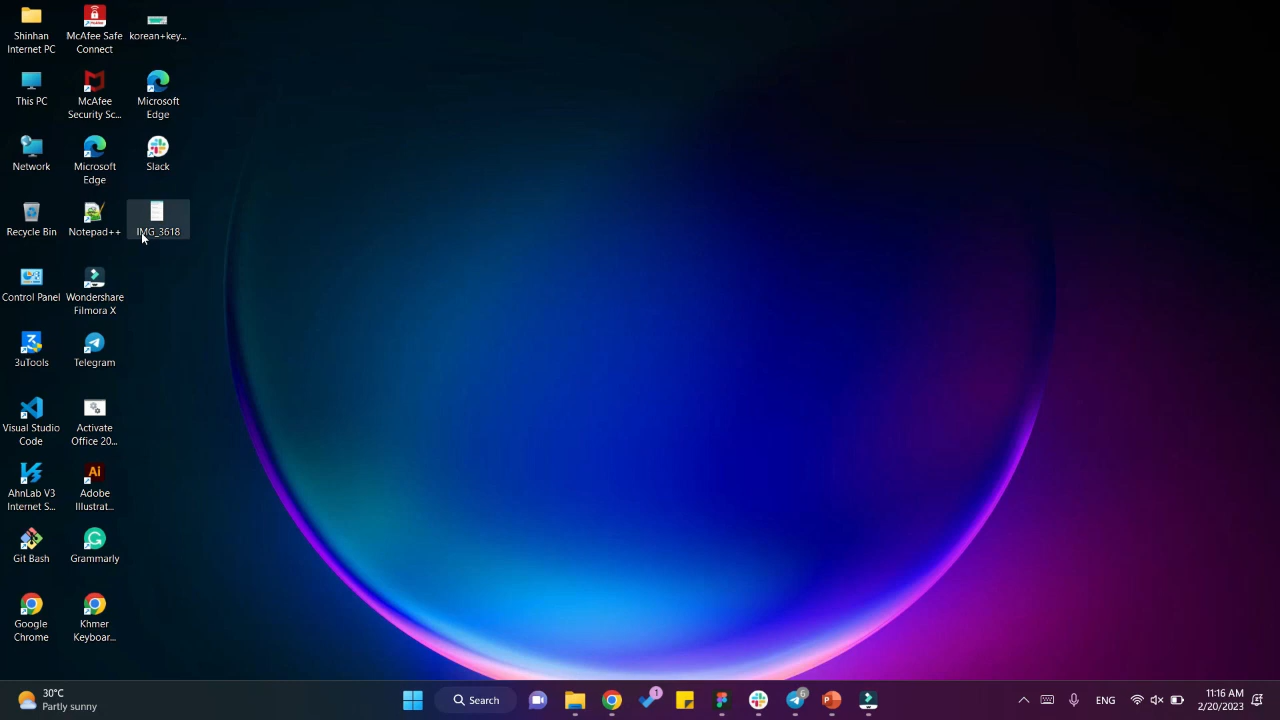 Shinhan
Internet PC
McAfee Safe
Connect
korean+key...
This PC
McAfee
Security Sc...
Microsoft
Edge
Network
Microsoft
Edge
Slack
Recycle Bin
Notepad++
IMG_3618
Control Panel
Wondershare
Filmora X
3uTools
Telegram
Visual Studio
Code
Activate
Office 20...
AhnLab V3
Internet S...
Adobe
Illustrat...
Git Bash
Grammarly
Google
Chrome
Khmer
Keyboar...
30°C
Partly sunny
Search
1
G
ENG
11:16 AM
2/20/2023